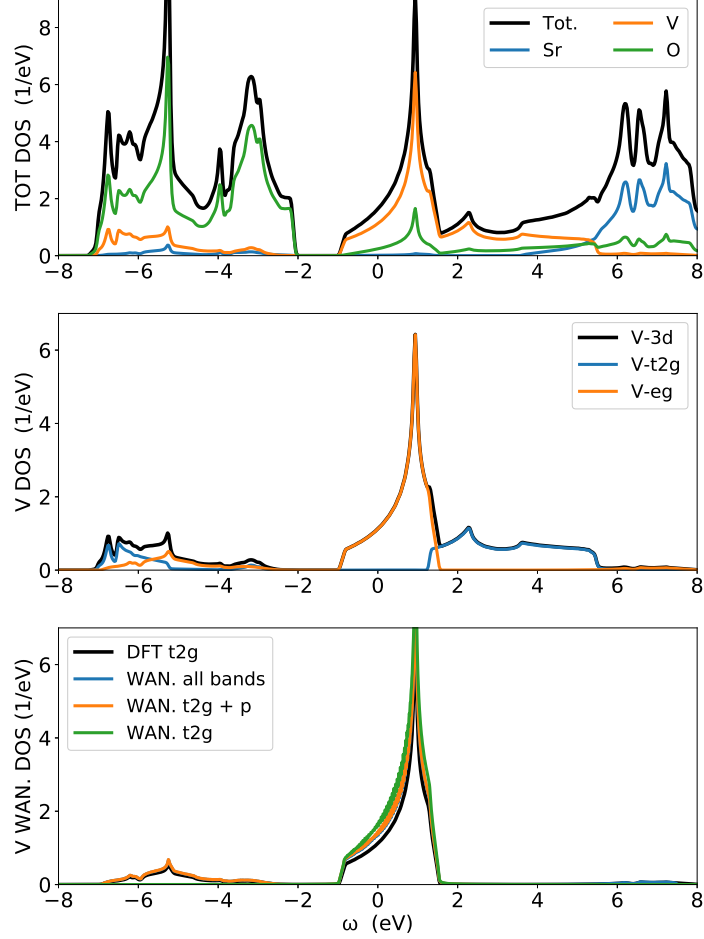 TOT DOS (1/eV)
8
6
4
2
0
Tot.
Sr
V
O
−8 −6 −4 −2 0 2 4 6 8
V DOS (1/eV)
6
4
2
0
V-3d
V-t2g
V-eg
−8 −6 −4 −2 0 2 4 6 8
V WAN. DOS (1/eV)
6
4
2
0
DFT t2g
WAN. all bands
WAN. t2g + p
WAN. t2g
−8 −6 −4 −2 0 2 4 6 8
ω (eV)